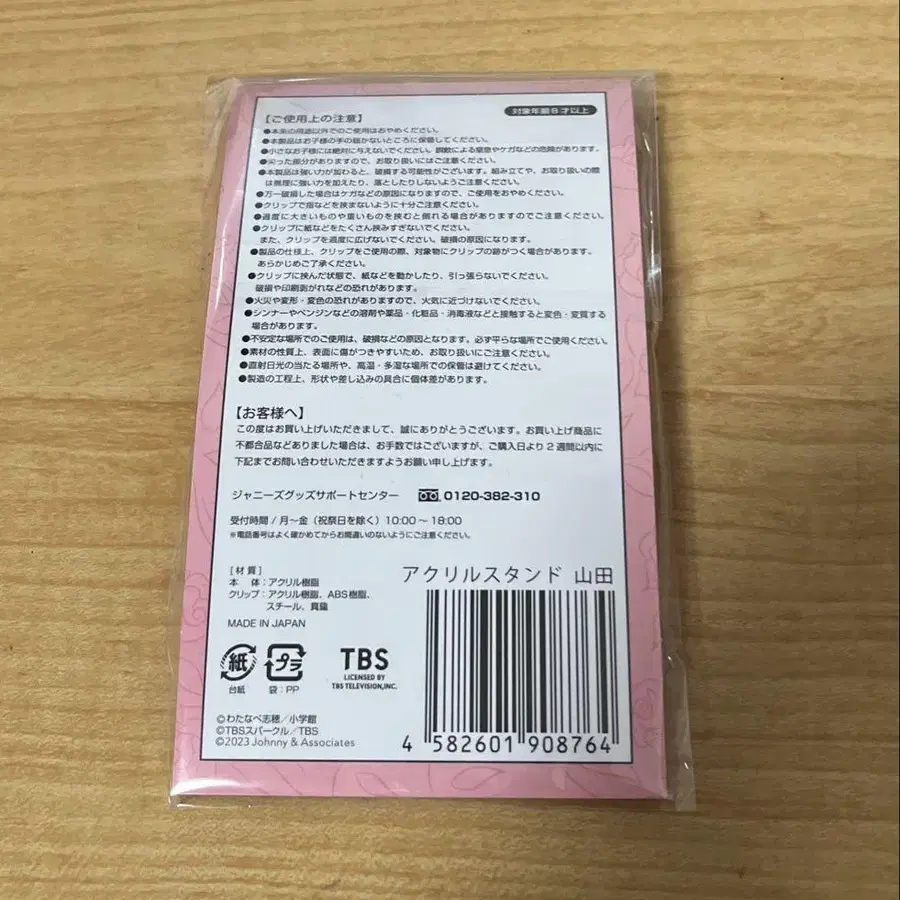 対象年齢6才以上
【ご使用上の注意】
●本来の用途以外でのご使用はおやめください。
●本製品はお子様の手の届かないところに保管してください。
●小さなお子様には絶対に与えないでください。誤飲による窒息やケガなどの危険があります。
●尖った部分がありますので、お取り扱いにはご注意ください。
●本製品は強い力が加わると、破損する可能性がございます。組み立てや、お取り扱いの際
は無理に強い力を加えたり、落としたりしないようご注意ください。
●万一破損した場合はケガなどの原因になりますので、ご使用をおやめください。
●クリップで指などを挟まないように十分ご注意ください。
●過度に大きいものや重いものを挟むと倒れる場合がありますのでご注意ください。
●クリップに紙などをたくさん挟みすぎないでください。
また、クリップを過度に広げないでください。破損の原因になります。
●製品の仕様上、クリップをご使用の際、対象物にクリップの跡がつく場合があります。
あらかじめご了承ください。
●クリップに挟んだ状態で、紙などを動かしたり、引っ張らないでください。
破損や印刷剥がれなどの恐れがあります。
●火災や変形・変色の恐れがありますので、火気に近づけないでください。
●シンナーやベンジンなどの溶剤や薬品・化粧品・消毒液などと接触すると変色・変質する
場合があります。
●不安定な場所でのご使用は、破損などの原因となります。必ず平らな場所でご使用ください。
●素材の性質上、表面に傷がつきやすいため、お取り扱いにご注意ください。
●直射日光の当たる場所や、高温・多湿な場所での保管は避けてください。
●製造の工程上、形状や差し込みの具合に個体差があります。
【お客様へ】
この度はお買い上げいただきまして、誠にありがとうございます。お買い上げ商品に
不都合品などありました場合は、お手数ではございますが、ご購入日より2週間以内に
下記までお問い合わせいただきますようお願い申し上げます。
ジャニーズグッズサポートセンター 0120-382-310
受付時間/月～金（祝祭日を除く）10:00～18:00
※電話番号はよく確かめてからお間違いのないようにご注意ください。
[材質]
本 体：アクリル樹脂
クリップ：アクリル樹脂、ABS樹脂、
スチール、真鍮
MADE IN JAPAN
アクリルスタンド 山田
紙
台紙
プラ
袋：PP
TBS
LICENSED BY
TBS TELEVISION,INC.
©わたなべ志穂／小学館
©TBSスパークル／TBS
©2023 Johnny & Associates
4 582601 908764